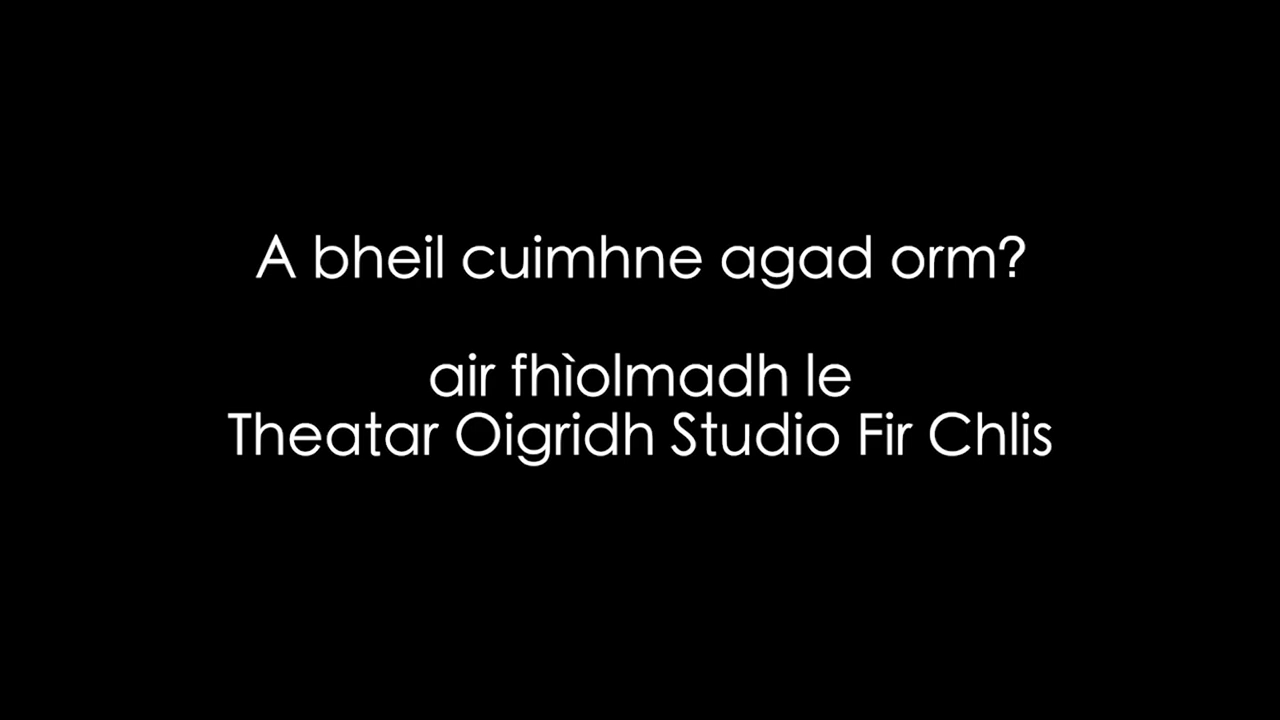 A bheil cuimhne agad orm?
air fhìolmadh le
Theatar Oigridh Studio Fir Chlis